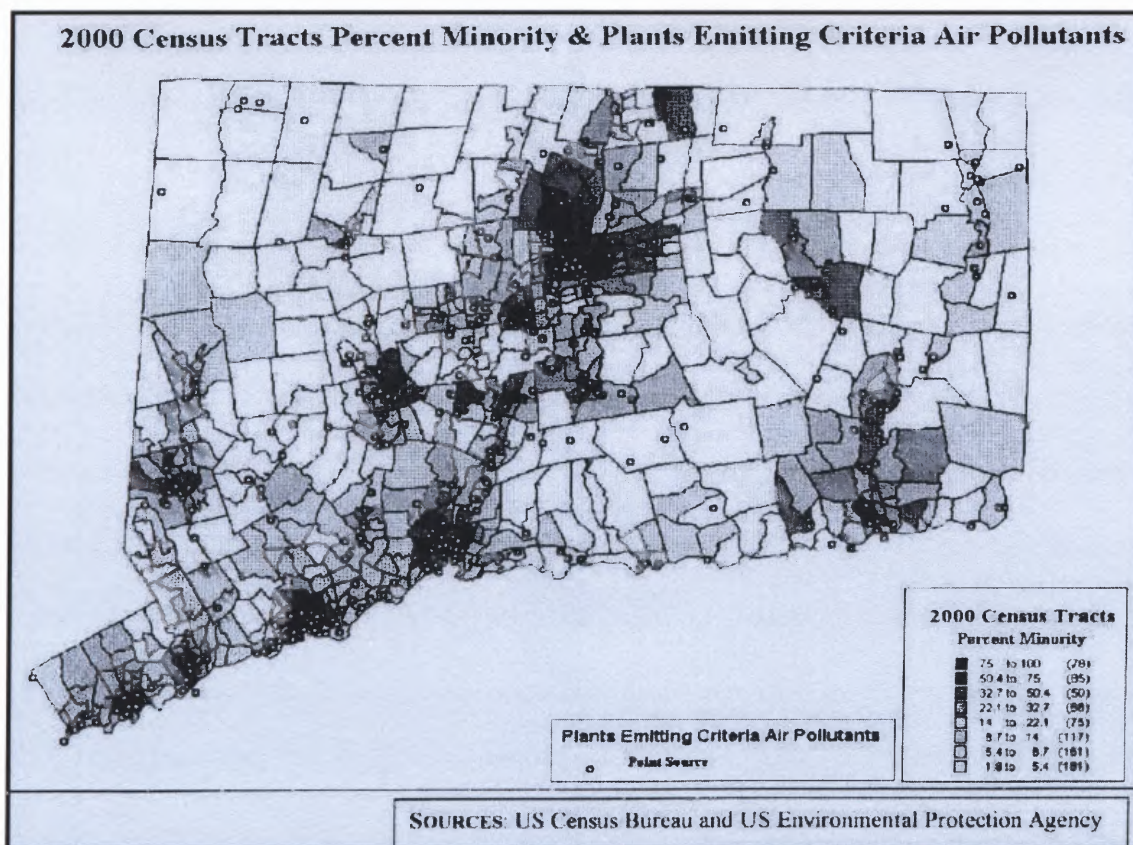 2000 Census Tracts Percent Minority & Plants Emitting Criteria Air Pollutants
2000 Census Tracts
Percent Minority
75 to 100 (78)
50.4 to 75 (85)
32.7 to 50.4 (50)
22.1 to 32.7
14 to 22.1 (75)
8.7 to 14 (117)
5.4 to 8.7 (161)
1.8 to 5.4 (181)
Plants Emitting Criteria Air Pollutants
Point Source
SOURCES: US Census Bureau and US Environmental Protection Agency